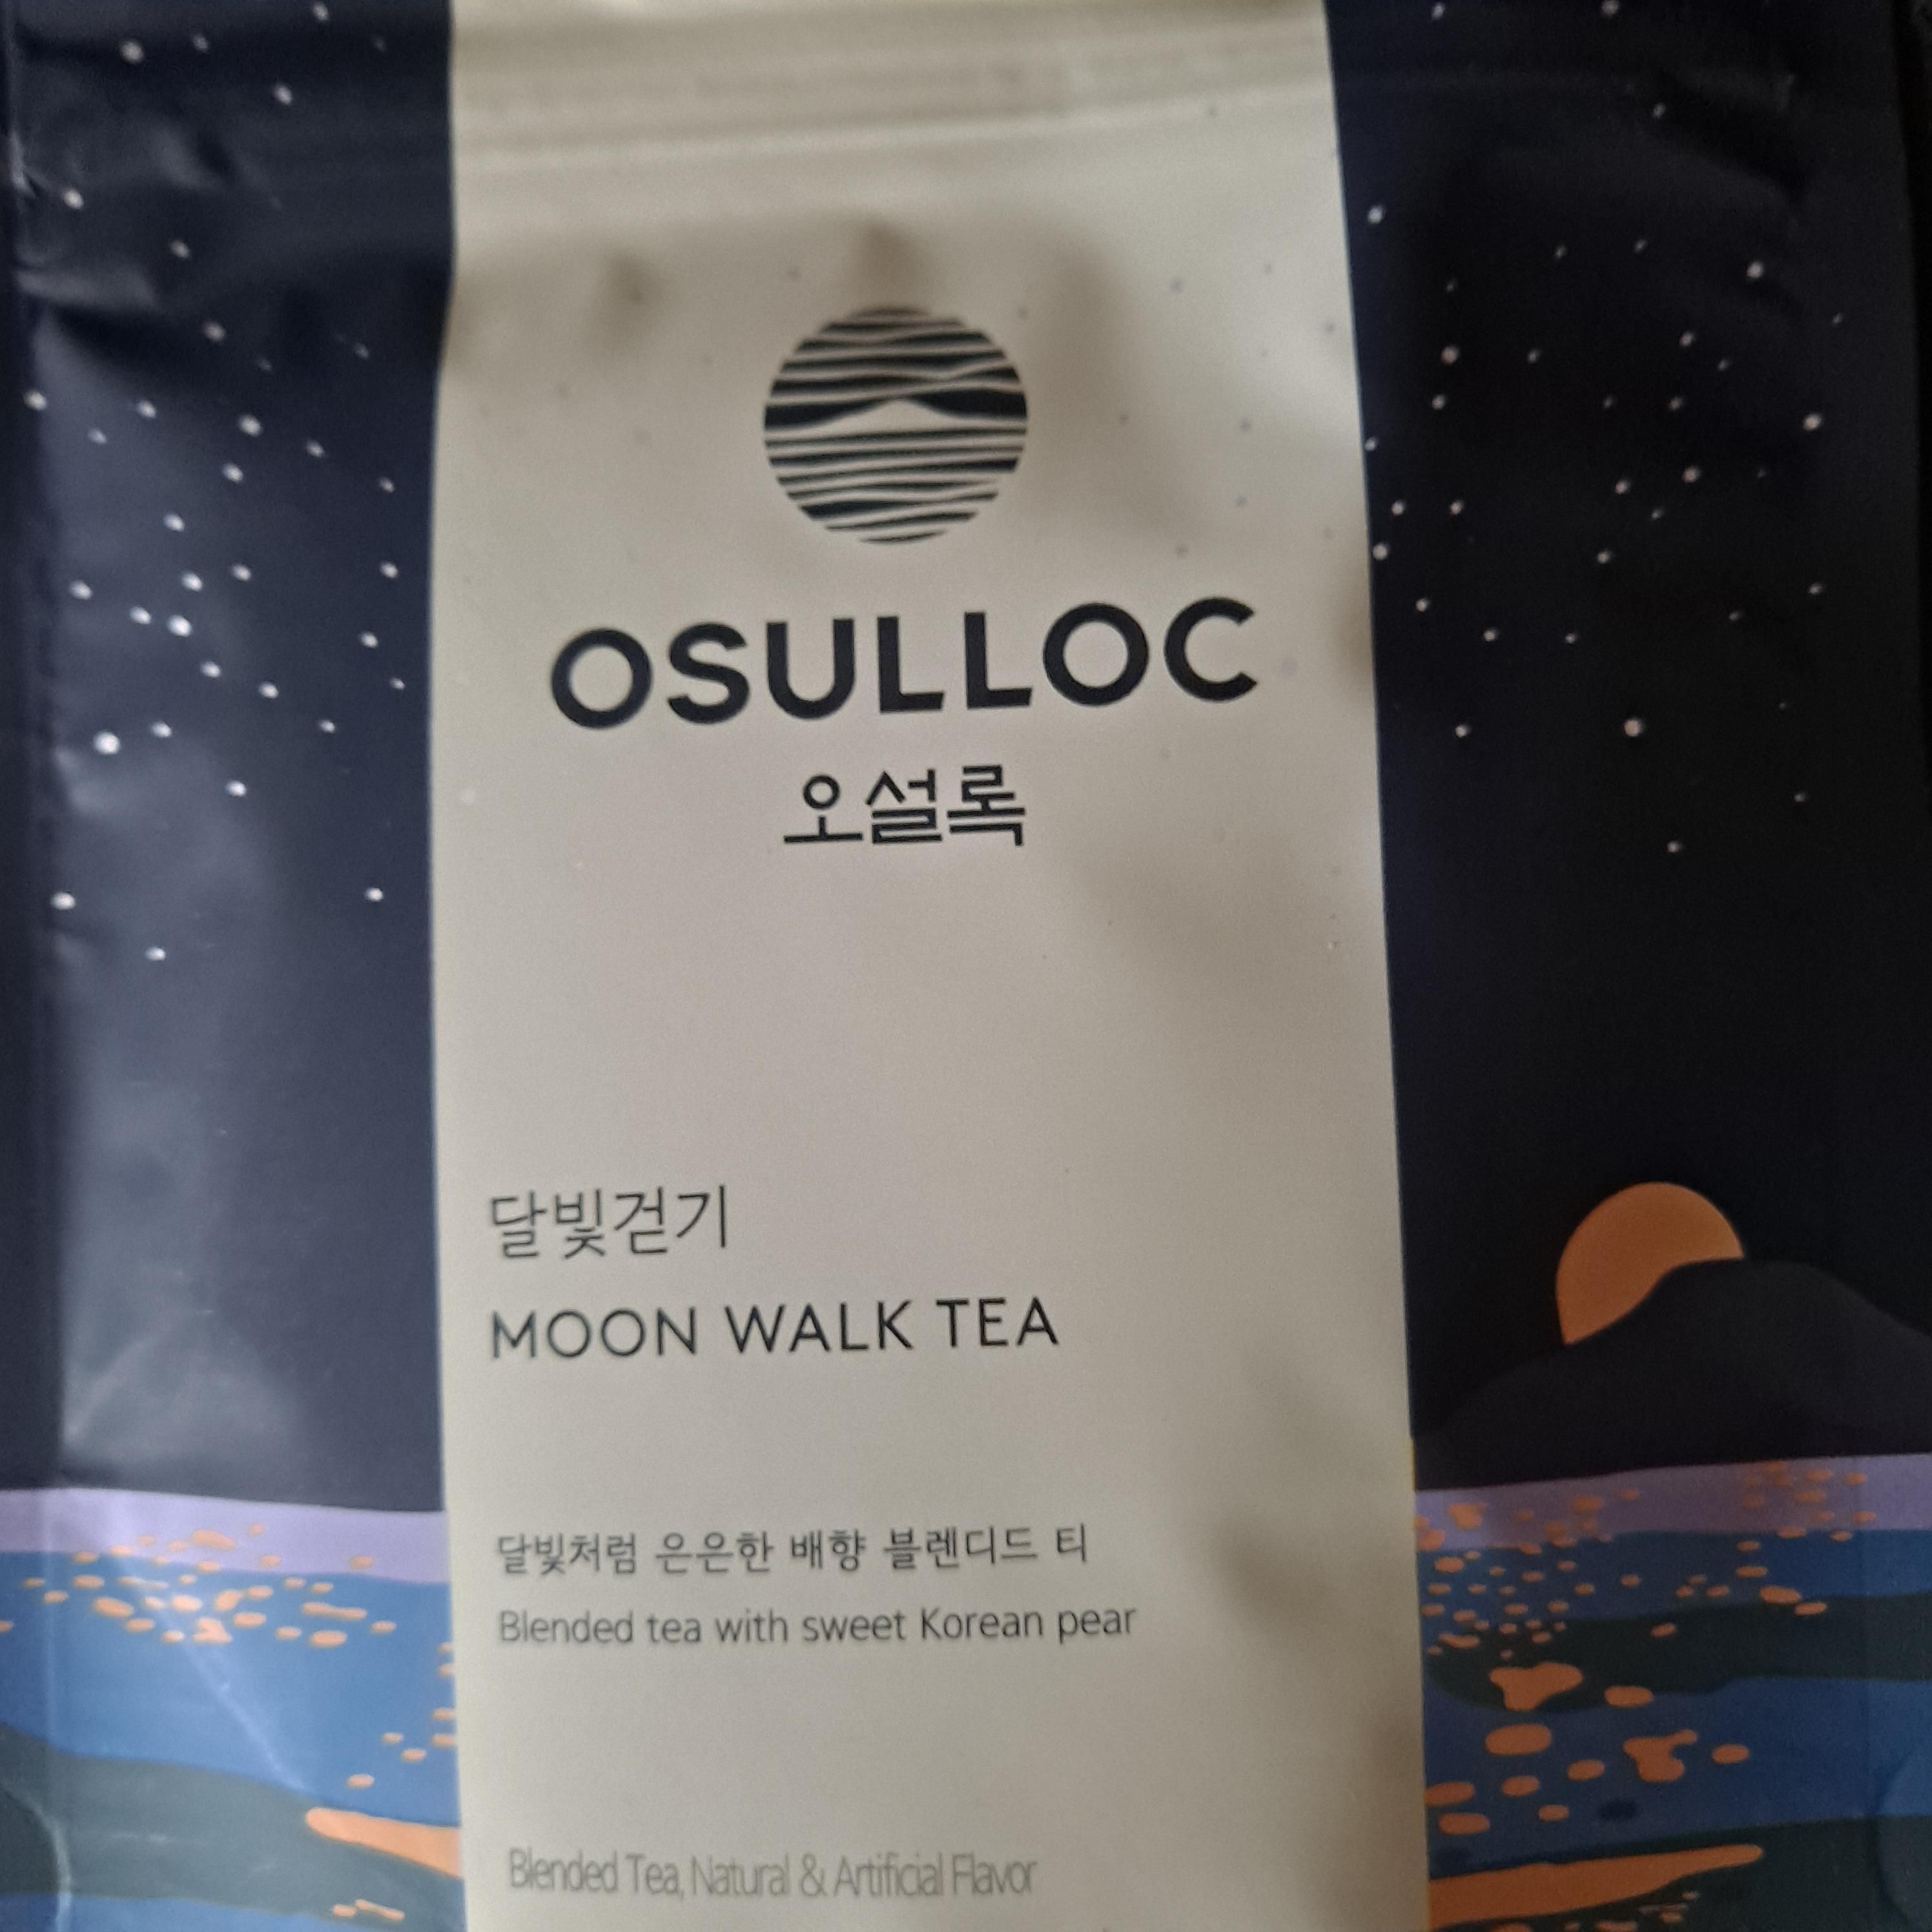 OSULLOC
오설록
달빛걷기
MOON WALK TEA
달빛처럼 은은한 배향 블렌디드 티
Blended tea with sweet Korean pear
Blended Tea, Natural & Artificial Flavor